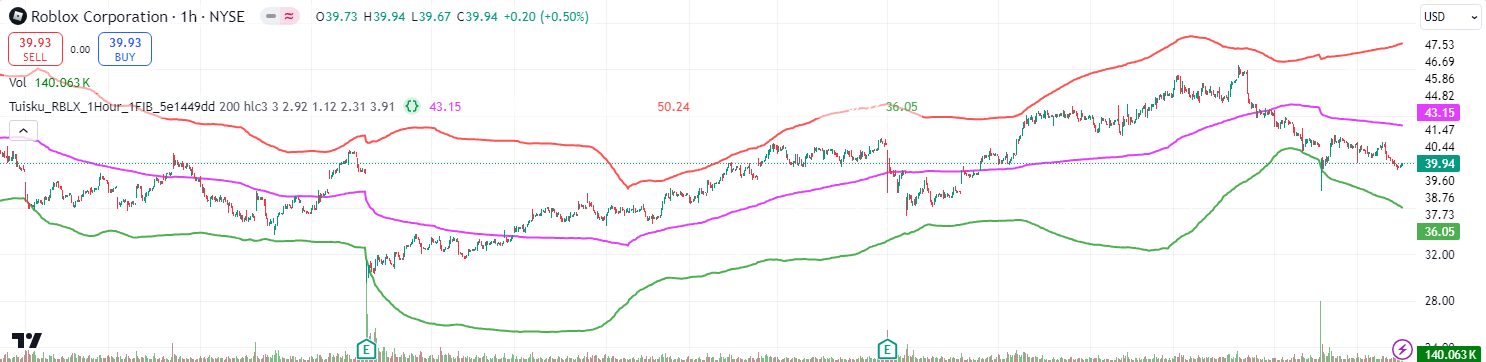 Roblox Corporation · 1h · NYSE O39.73 H39.94 L39.67 C39.94 +0.20 (+0.50%)
USD
39.93 SELL
0.00
39.93 BUY
Vol 140.063 K
Tuisku_RBLX_1Hour_1FIB_5e1449dd 200 hlc3 3 2.92 1.12 2.31 3.91 {} 43.15 50.24 36.05
47.53
46.69
45.86
44.82
43.15
41.47
40.44
39.94
39.60
38.76
37.73
36.05
32.00
28.00
140.063 K
E
E